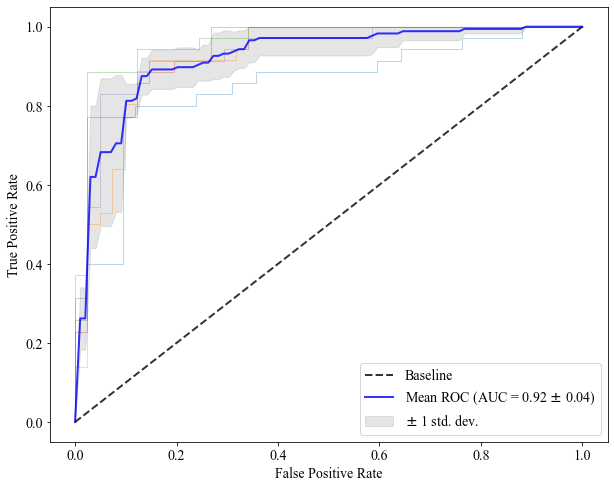 1.0
0.8
0.6
0.4
0.2
0.0
True Positive Rate
0.0 0.2 0.4 0.6 0.8 1.0
False Positive Rate
Baseline
Mean ROC (AUC = 0.92 ± 0.04)
± 1 std. dev.